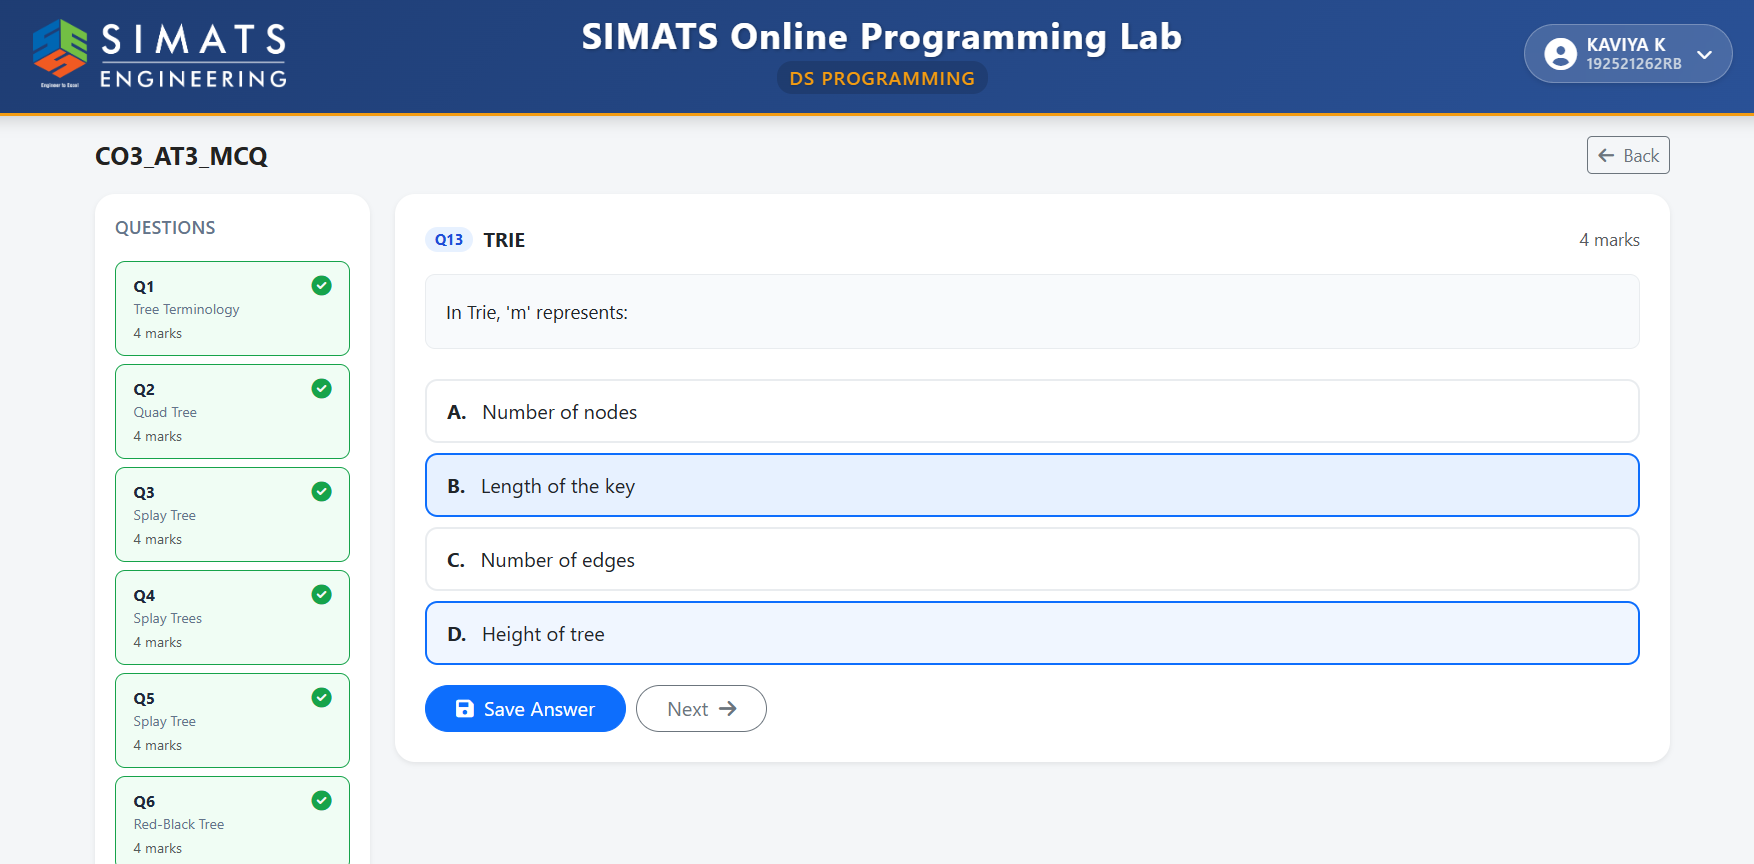 SIMATS
ENGINEERING
Engineer to Excel
SIMATS Online Programming Lab
DS PROGRAMMING
KAVIYA K
192521262RB
CO3_AT3_MCQ
Back
QUESTIONS
Q1
Tree Terminology
4 marks
Q2
Quad Tree
4 marks
Q3
Splay Tree
4 marks
Q4
Splay Trees
4 marks
Q5
Splay Tree
4 marks
Q6
Red-Black Tree
4 marks
Q13 TRIE
4 marks
In Trie, 'm' represents:
A. Number of nodes
B. Length of the key
C. Number of edges
D. Height of tree
Save Answer
Next